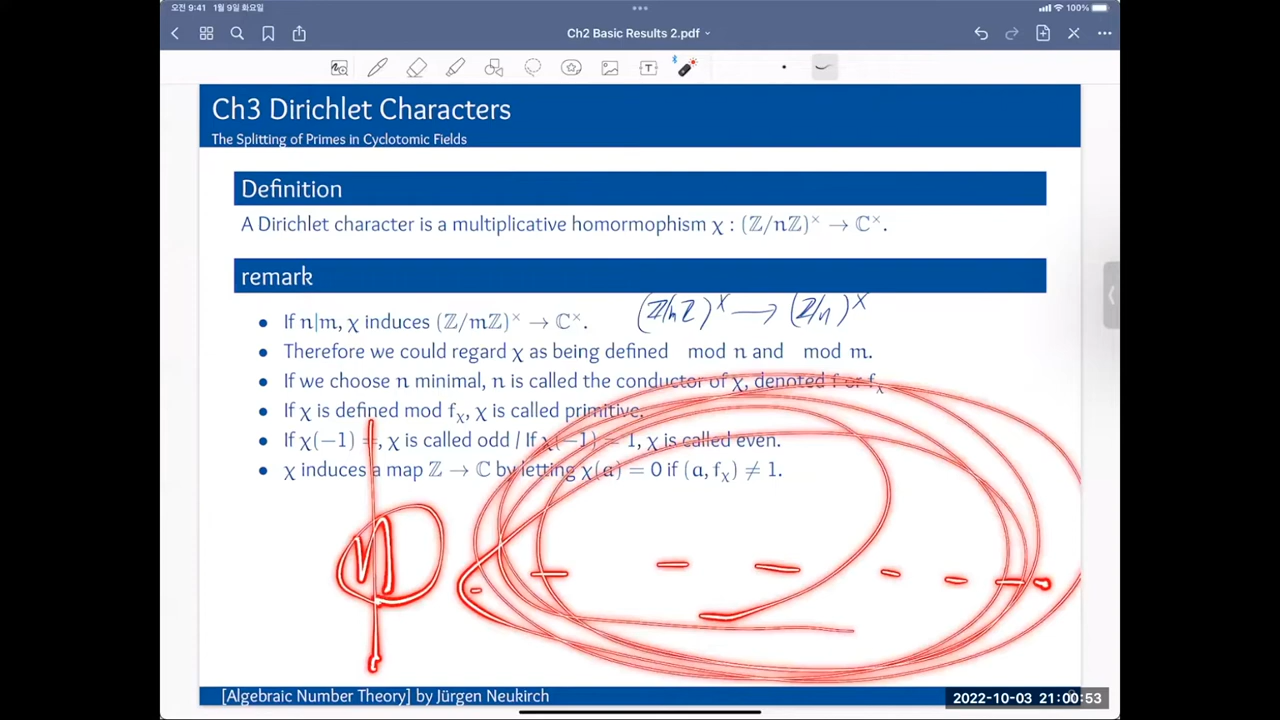 오전 9:41 1월 9일 화요일
100%
Ch2 Basic Results 2.pdf
Ch3 Dirichlet Characters
The Splitting of Primes in Cyclotomic Fields
Definition
A Dirichlet character is a multiplicative homormophism χ : (ℤ/nℤ)^× → ℂ^×.
remark
(ℤ/nℤ)^× → (ℤ/n )^×
• If n|m, χ induces (ℤ/mℤ)^× → ℂ^×.
• Therefore we could regard χ as being defined mod n and mod m.
• If we choose n minimal, n is called the conductor of χ, denoted f or f_χ
• If χ is defined mod f_χ, χ is called primitive.
• If χ(−1) =, χ is called odd / If χ(−1) = 1, χ is called even.
• χ induces a map ℤ → ℂ by letting χ(a) = 0 if (a, f_χ) ≠ 1.
n
[Algebraic Number Theory] by Jürgen Neukirch
2022-10-03 21:00:53